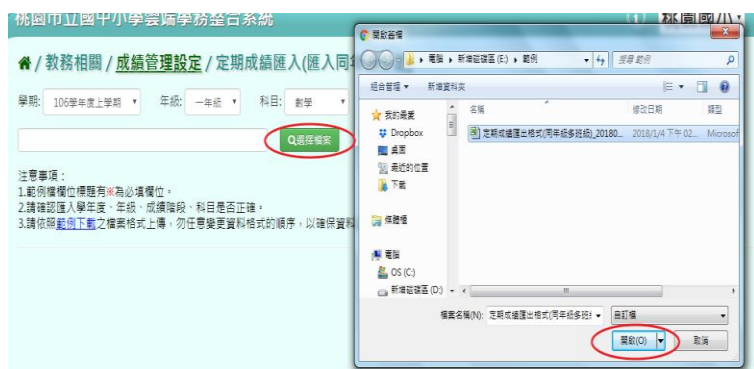 桃園市立國中小學雲端學務整合系統
/ 教務相關 / 成績管理設定 / 定期成績匯入(匯入同
學期: 106學年度上學期 年級: 一年級 科目: 數學
選擇檔案
注意事項：
1.範例檔欄位標題有※為必填欄位。
2.請確認匯入學年度、年級、成績階段、科目是否正確。
3.請依照範例下載之檔案格式上傳，勿任意變更資料格式的順序，以確保資料
開啟舊檔
電腦 新增磁碟區 (E:) 範例
搜尋 範例
組合管理 新增資料夾
我的最愛
Dropbox
桌面
最近的位置
下載
媒體櫃
電腦
OS (C:)
新增磁碟區 (D:)
名稱 修改日期 類型
定期成績匯出格式(同年級多班級)_20180... 2018/1/4 下午 02... Microsof
檔案名稱(N): 定期成績匯出格式(同年級多班 自訂檔
開啟(O) 取消